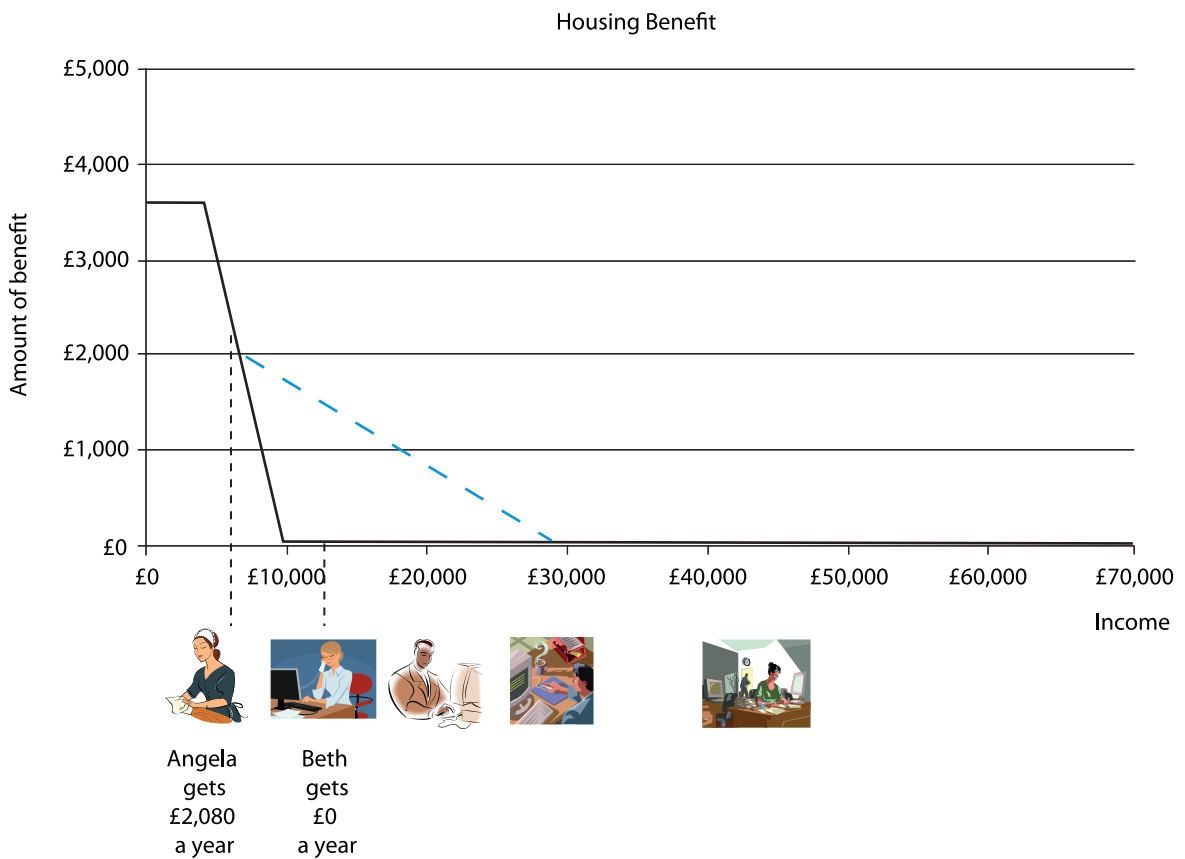 Housing Benefit
Amount of benefit
£5,000
£4,000
£3,000
£2,000
£1,000
£0
£0
£10,000
£20,000
£30,000
£40,000
£50,000
£60,000
£70,000
Income
Angela
gets
£2,080
a year
Beth
gets
£0
a year